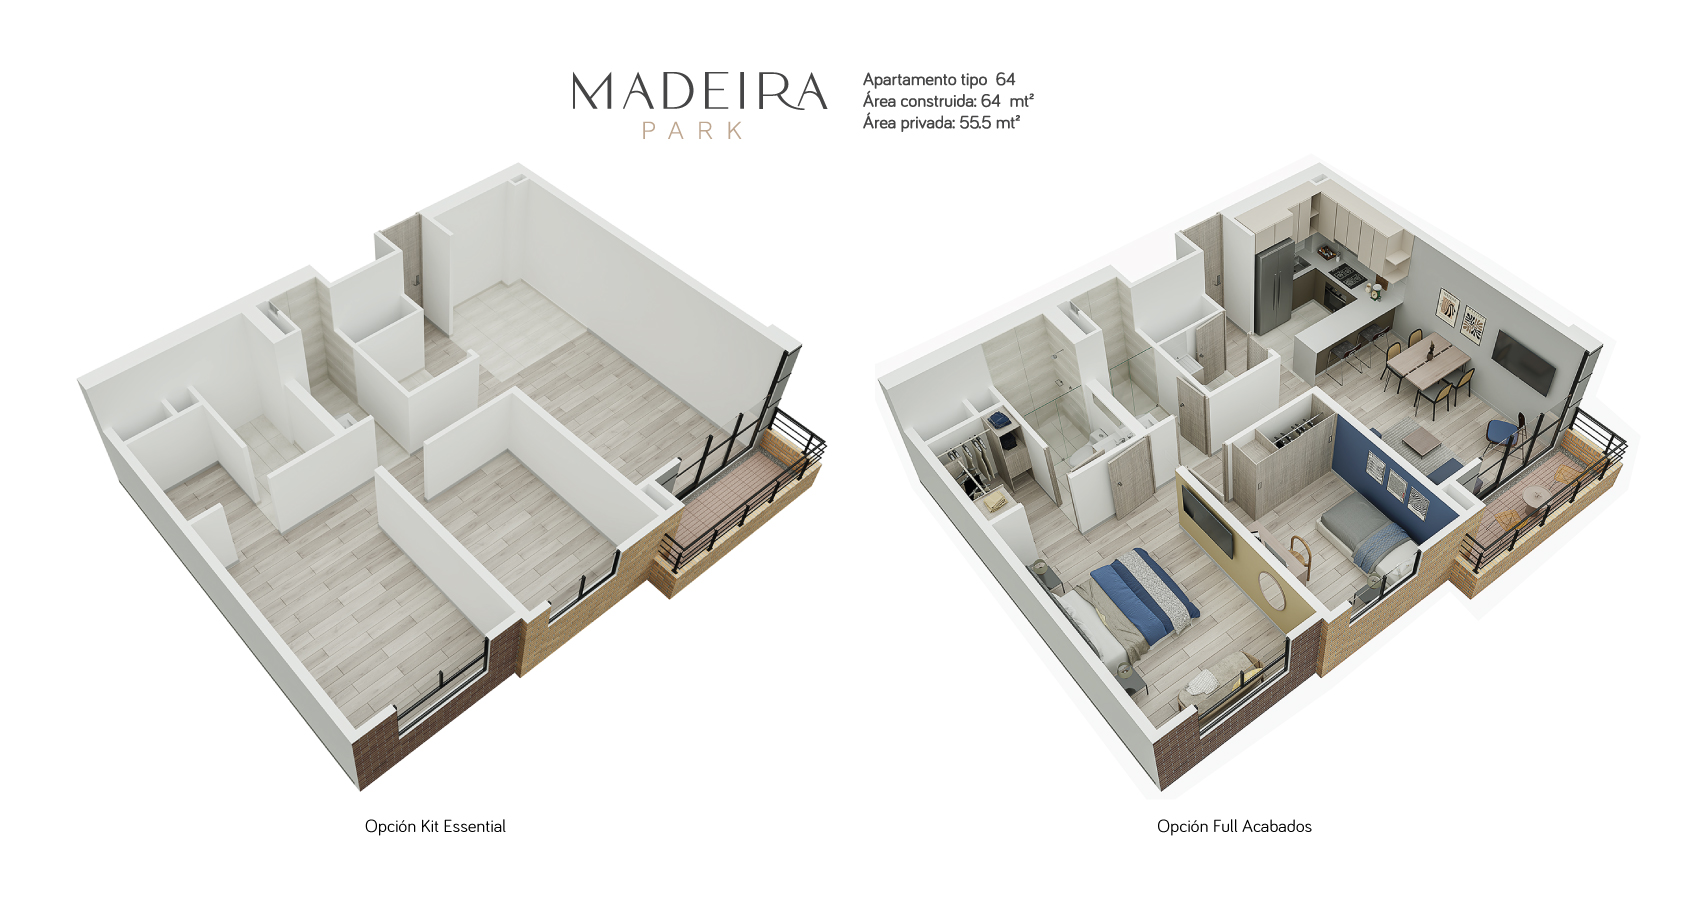 MADEIRA
PARK
Apartamento tipo 64
Área construida: 64 mt²
Área privada: 55.5 mt²
Opción Kit Essential
Opción Full Acabados